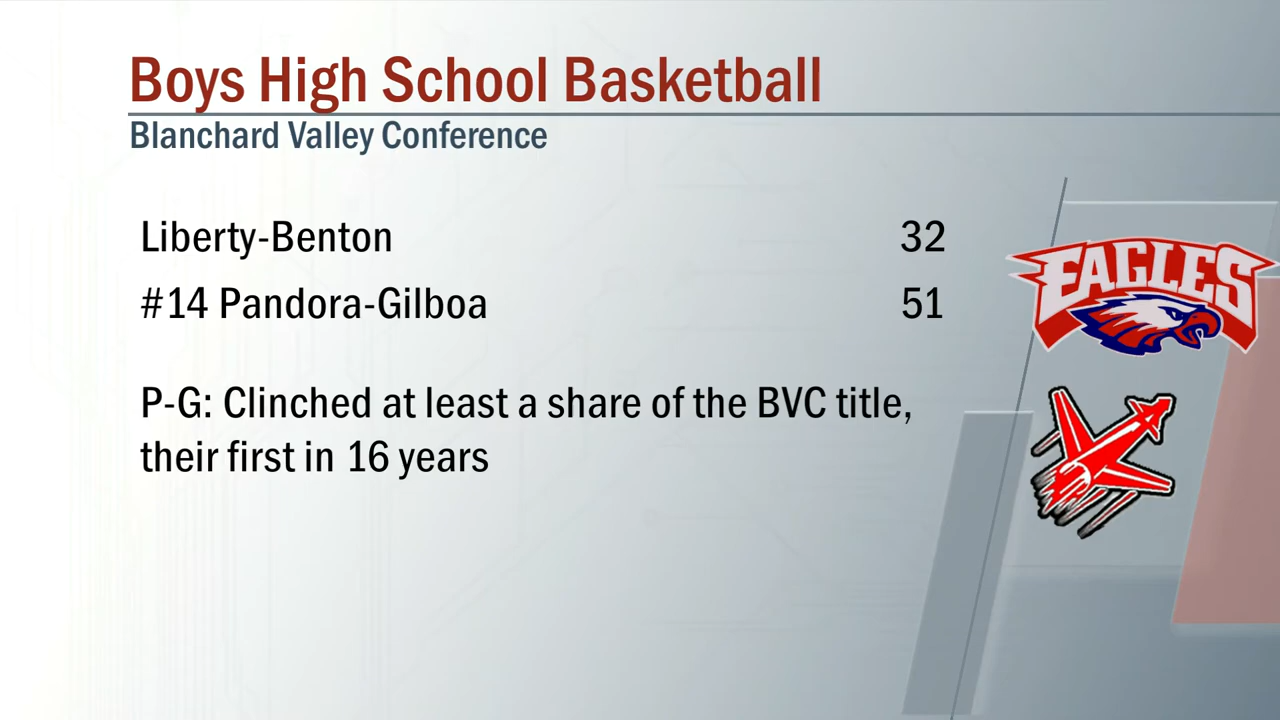 Boys High School Basketball
Blanchard Valley Conference
Liberty-Benton 32
#14 Pandora-Gilboa 51
EAGLES
P-G: Clinched at least a share of the BVC title,
their first in 16 years